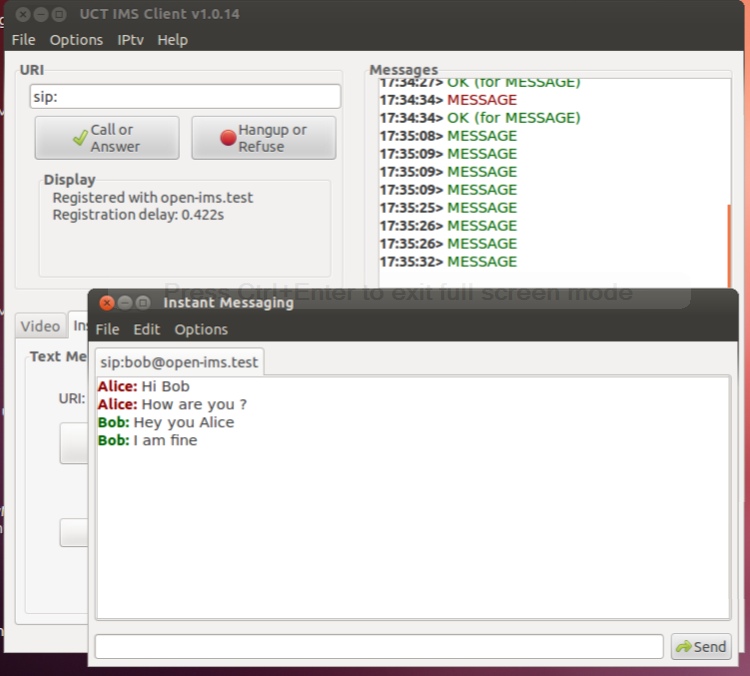 UCT IMS Client v1.0.14
File Options IPtv Help
URI
sip:
Call or
Answer
Hangup or
Refuse
Display
Registered with open-ims.test
Registration delay: 0.422s
Messages
17:34:27> OK (for MESSAGE)
17:34:34> MESSAGE
17:34:34> OK (for MESSAGE)
17:35:08> MESSAGE
17:35:09> MESSAGE
17:35:09> MESSAGE
17:35:09> MESSAGE
17:35:25> MESSAGE
17:35:26> MESSAGE
17:35:26> MESSAGE
17:35:32> MESSAGE
Press Ctrl+Enter to exit full screen mode
Video
Ins
Text Me
URI:
Instant Messaging
File Edit Options
sip:bob@open-ims.test
Alice: Hi Bob
Alice: How are you ?
Bob: Hey you Alice
Bob: I am fine
Send